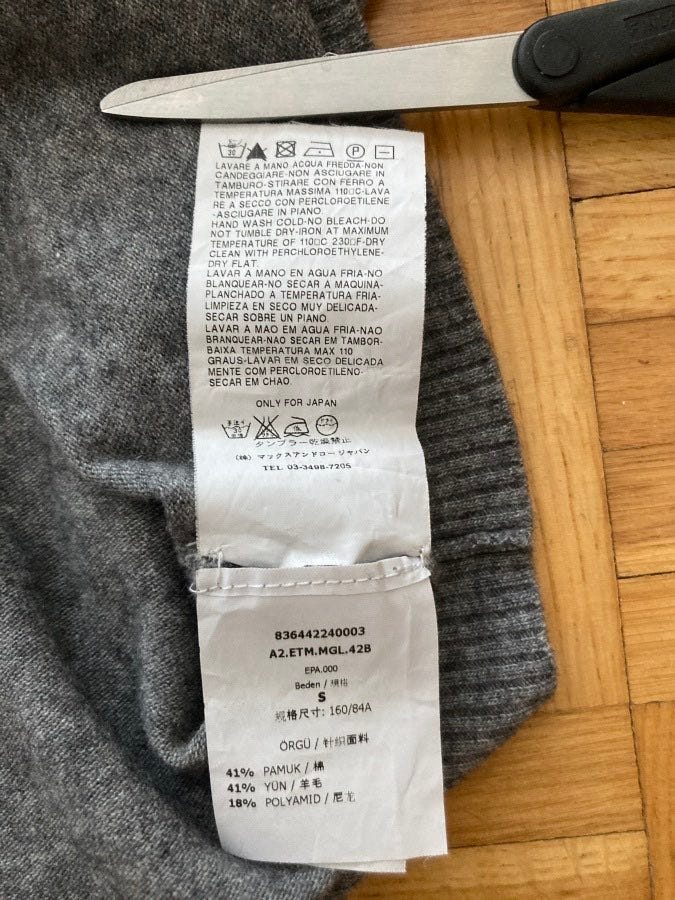 30
P
LAVARE A MANO ACQUA FREDDA-NON
CANDEGGIARE-NON ASCIUGARE IN
TAMBURO-STIRARE CON FERRO A
TEMPERATURA MASSIMA 110□C-LAVA
RE A SECCO CON PERCLOROETILENE
-ASCIUGARE IN PIANO.
HAND WASH COLD-NO BLEACH-DO
NOT TUMBLE DRY-IRON AT MAXIMUM
TEMPERATURE OF 110□C 230□F-DRY
CLEAN WITH PERCHLOROETHYLENE-
DRY FLAT.
LAVAR A MANO EN AGUA FRIA-NO
BLANQUEAR-NO SECAR A MAQUINA-
PLANCHADO A TEMPERATURA FRIA-
LIMPIEZA EN SECO MUY DELICADA-
SECAR SOBRE UN PIANO.
LAVAR A MAO EM AGUA FRIA-NAO
BRANQUEAR-NAO SECAR EM TAMBOR-
BAIXA TEMPERATURA MAX 110
GRAUS-LAVAR EM SECO DELICADA
MENTE COM PERCLOROETILENO-
SECAR EM CHAO.
ONLY FOR JAPAN
タンブラー乾燥禁止
(株) マックスアンドコージャパン
TEL 03-3498-7205
836442240003
A2.ETM.MGL.42B
EPA.000
Beden / 規格
S
规格尺寸: 160/84A
ÖRGÜ / 针织面料
41% PAMUK / 棉
41% YÜN / 羊毛
18% POLYAMID / 尼龙